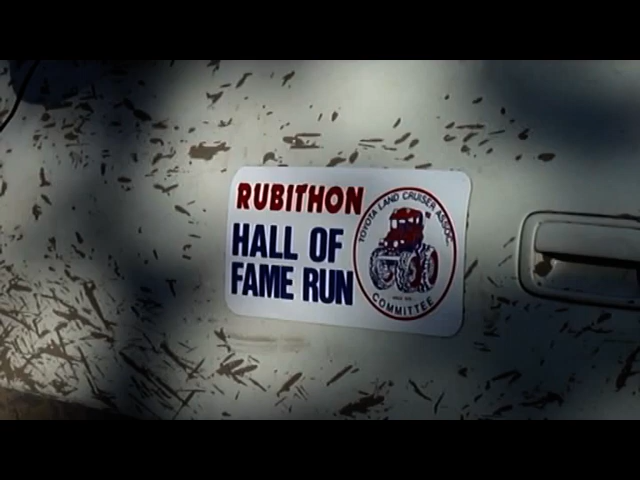 RUBITHON
HALL OF
FAME RUN
TOYOTA LAND CRUISER ASSOC.
COMMITTEE